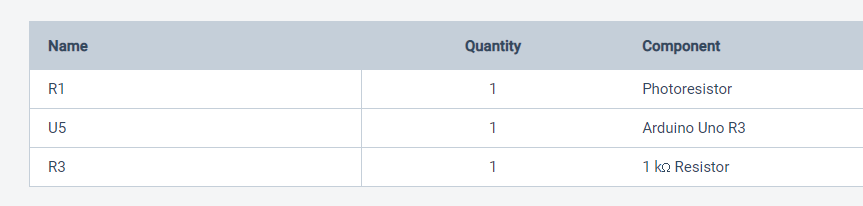 Name Quantity Component
R1 1 Photoresistor
U5 1 Arduino Uno R3
R3 1 1 kΩ Resistor